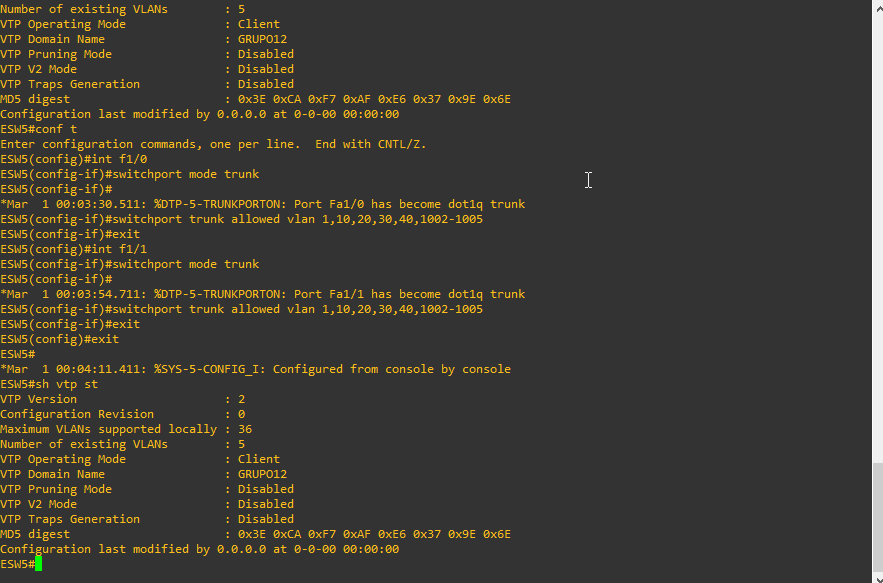 Number of existing VLANs        : 5
VTP Operating Mode              : Client
VTP Domain Name                 : GRUPO12
VTP Pruning Mode                : Disabled
VTP V2 Mode                     : Disabled
VTP Traps Generation            : Disabled
MD5 digest                      : 0x3E 0xCA 0xF7 0xAF 0xE6 0x37 0x9E 0x6E
Configuration last modified by 0.0.0.0 at 0-0-00 00:00:00
ESW5#conf t
Enter configuration commands, one per line.  End with CNTL/Z.
ESW5(config)#int f1/0
ESW5(config-if)#switchport mode trunk
ESW5(config-if)#
*Mar  1 00:03:30.511: %DTP-5-TRUNKPORTON: Port Fa1/0 has become dot1q trunk
ESW5(config-if)#switchport trunk allowed vlan 1,10,20,30,40,1002-1005
ESW5(config-if)#exit
ESW5(config)#int f1/1
ESW5(config-if)#switchport mode trunk
ESW5(config-if)#
*Mar  1 00:03:54.711: %DTP-5-TRUNKPORTON: Port Fa1/1 has become dot1q trunk
ESW5(config-if)#switchport trunk allowed vlan 1,10,20,30,40,1002-1005
ESW5(config-if)#exit
ESW5(config)#exit
ESW5#
*Mar  1 00:04:11.411: %SYS-5-CONFIG_I: Configured from console by console
ESW5#sh vtp st
VTP Version                     : 2
Configuration Revision          : 0
Maximum VLANs supported locally : 36
Number of existing VLANs        : 5
VTP Operating Mode              : Client
VTP Domain Name                 : GRUPO12
VTP Pruning Mode                : Disabled
VTP V2 Mode                     : Disabled
VTP Traps Generation            : Disabled
MD5 digest                      : 0x3E 0xCA 0xF7 0xAF 0xE6 0x37 0x9E 0x6E
Configuration last modified by 0.0.0.0 at 0-0-00 00:00:00
ESW5#